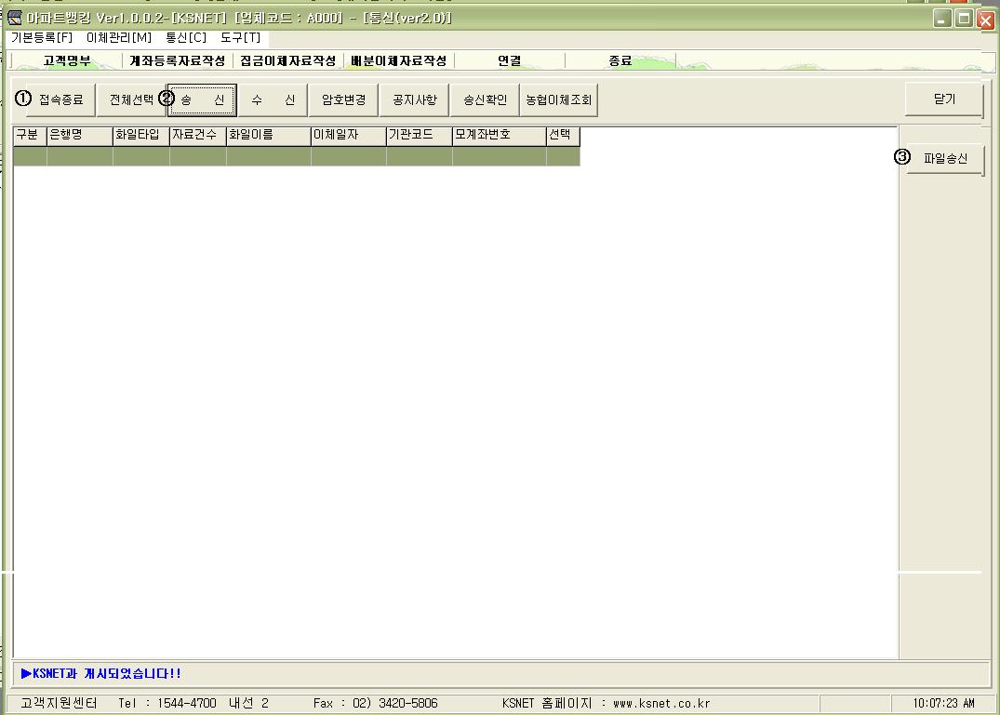 아파트뱅킹 Ver1.0.0.2-[KSNET] [업체코드 : A000] - [통신(ver2.0)]
기본등록[F] 이체관리[M] 통신[C] 도구[T]
고객명부 계좌등록자료작성 집금이체자료작성 배분이체자료작성 연결 종료
① 접속종료 전체선택 ② 송 신 수 신 암호변경 공지사항 송신확인 농협이체조회 닫기
구분 은행명 화일타입 자료건수 화일이름 이체일자 기관코드 모계좌번호 선택
③ 파일송신
▶KSNET과 개시되었습니다!!
고객지원센터 Tel : 1544-4700 내선 2 Fax : 02) 3420-5806 KSNET 홈페이지 : www.ksnet.co.kr 10:07:23 AM